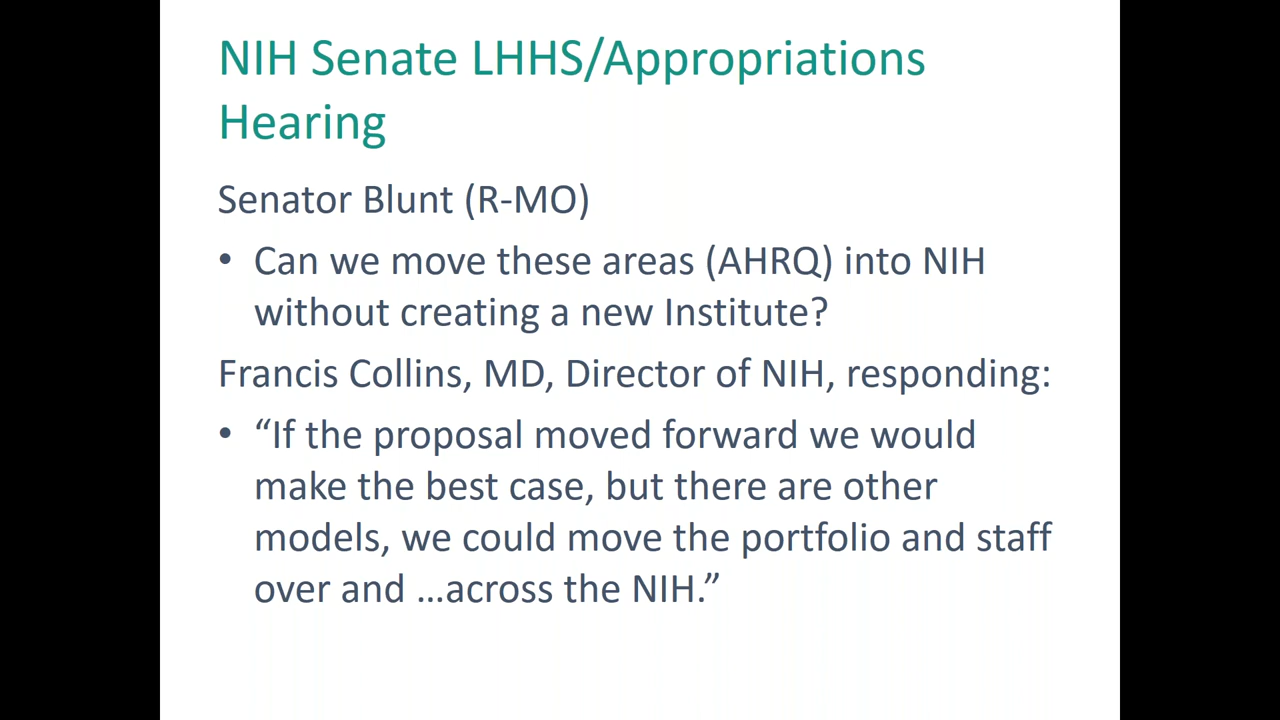 NIH Senate LHHS/Appropriations
Hearing
Senator Blunt (R-MO)
• Can we move these areas (AHRQ) into NIH
without creating a new Institute?
Francis Collins, MD, Director of NIH, responding:
• “If the proposal moved forward we would
make the best case, but there are other
models, we could move the portfolio and staff
over and …across the NIH.”